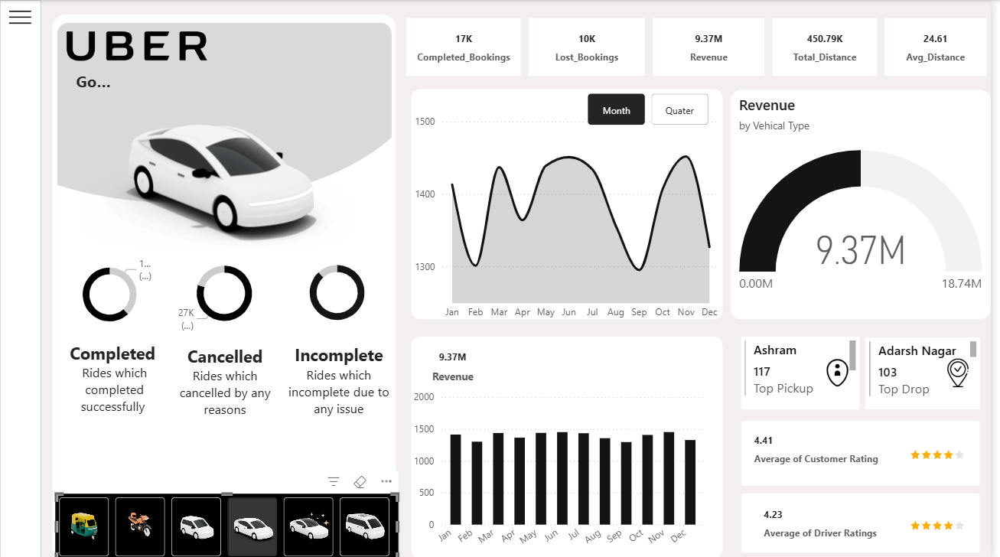 UBER
Go...
17K
Completed_Bookings
10K
Lost_Bookings
9.37M
Revenue
450.79K
Total_Distance
24.61
Avg_Distance
Month
Quater
1500
1400
1300
Jan Feb Mar Apr May Jun Jul Aug Sep Oct Nov Dec
Revenue
by Vehical Type
9.37M
0.00M
18.74M
1...
(...)
27K
(...)
Completed
Rides which
completed
successfully
Cancelled
Rides which
cancelled by any
reasons
Incomplete
Rides which
incomplete due to
any issue
9.37M
Revenue
2000
1500
1000
500
0
Jan Feb Mar Apr May Jun Jul Aug Sep Oct Nov Dec
Ashram
117
Top Pickup
Adarsh Nagar
103
Top Drop
4.41
Average of Customer Rating
4.23
Average of Driver Ratings